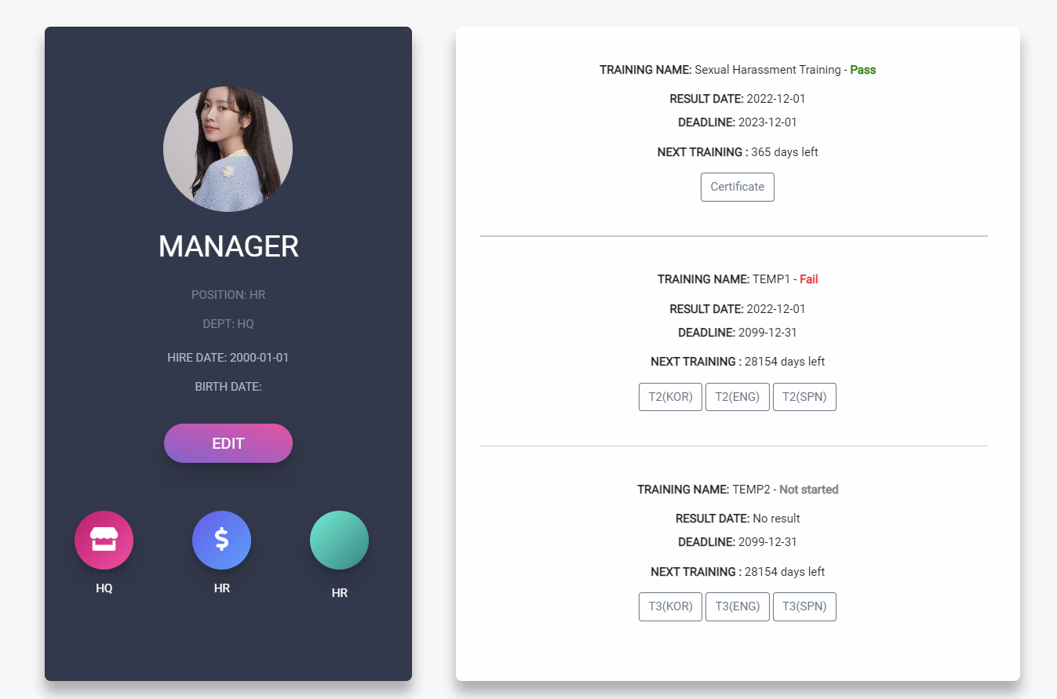 MANAGER
POSITION: HR
DEPT: HQ
HIRE DATE: 2000-01-01
BIRTH DATE:
EDIT
HQ
HR
HR
TRAINING NAME: Sexual Harassment Training - Pass
RESULT DATE: 2022-12-01
DEADLINE: 2023-12-01
NEXT TRAINING : 365 days left
Certificate
TRAINING NAME: TEMP1 - Fail
RESULT DATE: 2022-12-01
DEADLINE: 2099-12-31
NEXT TRAINING : 28154 days left
T2(KOR) T2(ENG) T2(SPN)
TRAINING NAME: TEMP2 - Not started
RESULT DATE: No result
DEADLINE: 2099-12-31
NEXT TRAINING : 28154 days left
T3(KOR) T3(ENG) T3(SPN)